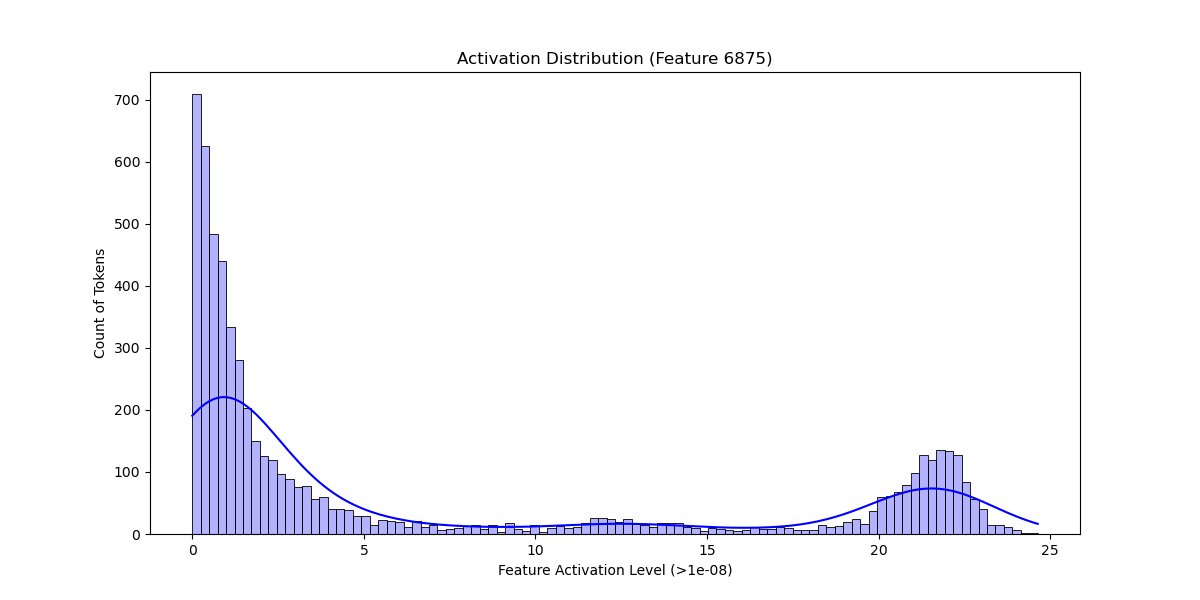 Activation Distribution (Feature 6875)
Count of Tokens
700
600
500
400
300
200
100
0
0 5 10 15 20 25
Feature Activation Level (>1e-08)